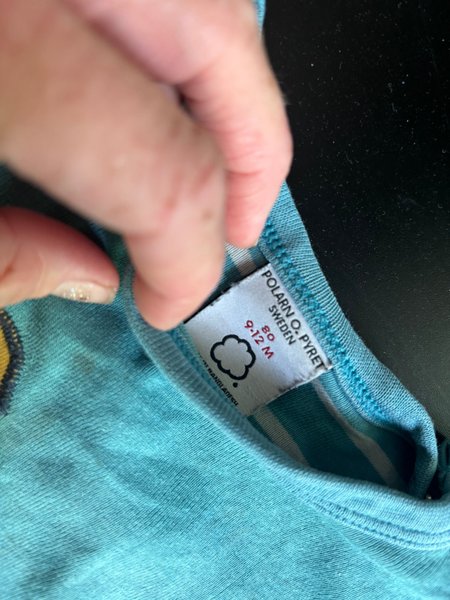 POLARN O. PYRET
SWEDEN
80
9-12 M